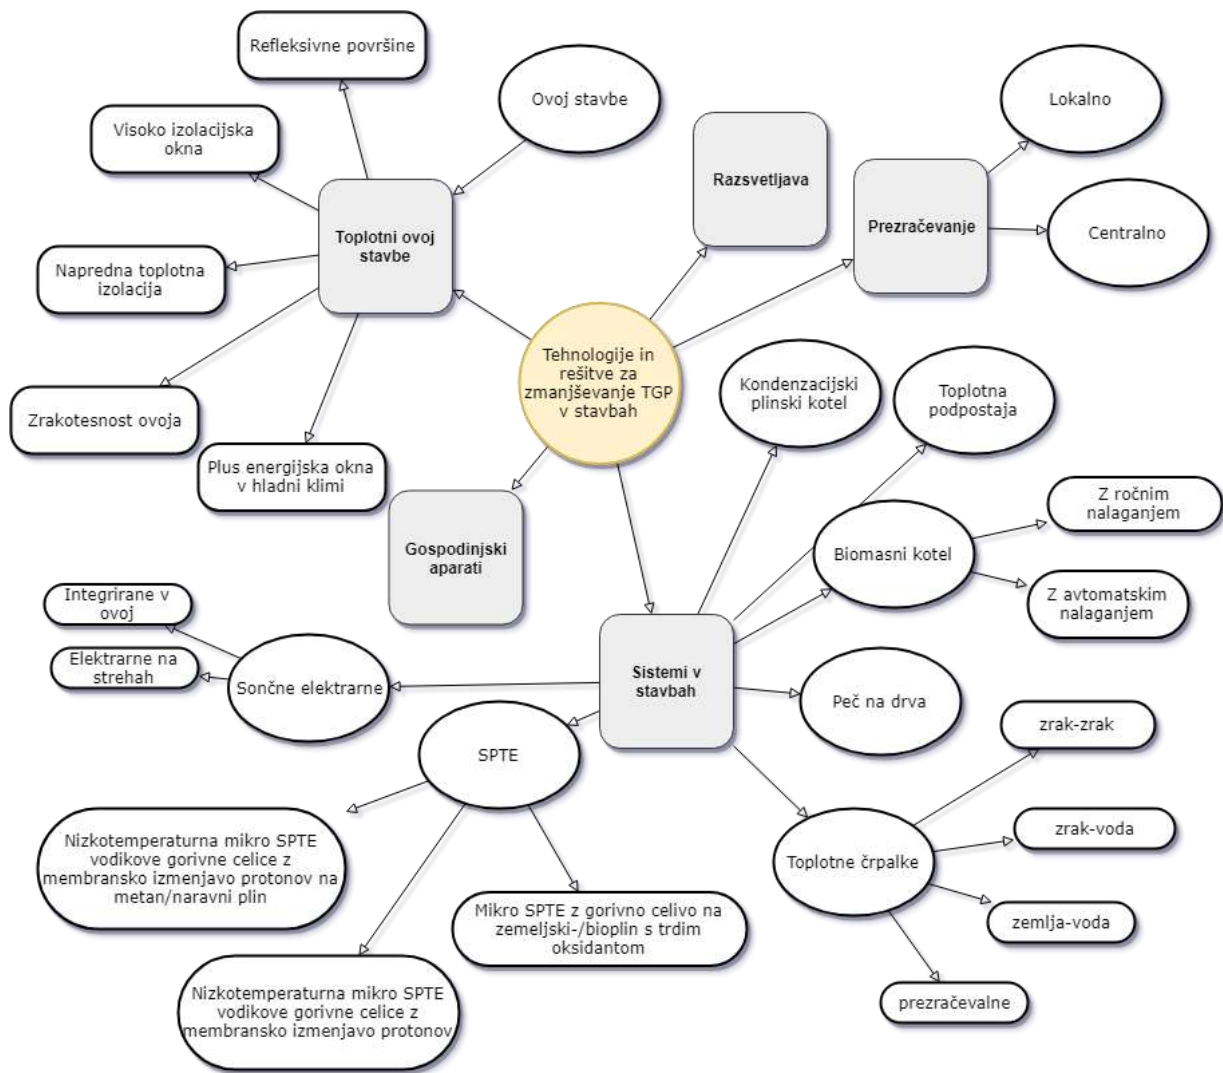 Refleksivne površine
Ovoj stavbe
Lokalno
Visoko izolacijska
okna
Razsvetljava
Prezračevanje
Toplotni ovoj
stavbe
Centralno
Napredna toplotna
izolacija
Tehnologije in
rešitve za
zmanjševanje TGP
v stavbah
Kondenzacijski
plinski kotel
Toplotna
podpostaja
Zrakotesnost ovoja
Plus energijska okna
v hladni klimi
Z ročnim
nalaganjem
Gospodinjski
aparati
Biomasni kotel
Integrirane v
ovoj
Z avtomatskim
nalaganjem
Elektrarne na
strehah
Sončne elektrarne
Sistemi v
stavbah
Peč na drva
zrak-zrak
SPTE
zrak-voda
Nizkotemperaturna mikro SPTE
vodikove gorivne celice z
membransko izmenjavo protonov na
metan/naravni plin
Toplotne črpalke
Mikro SPTE z gorivno celivo na
zemeljski-/bioplin s trdim
oksidantom
zemlja-voda
Nizkotemperaturna mikro SPTE
vodikove gorivne celice z
membransko izmenjavo protonov
prezračevalne